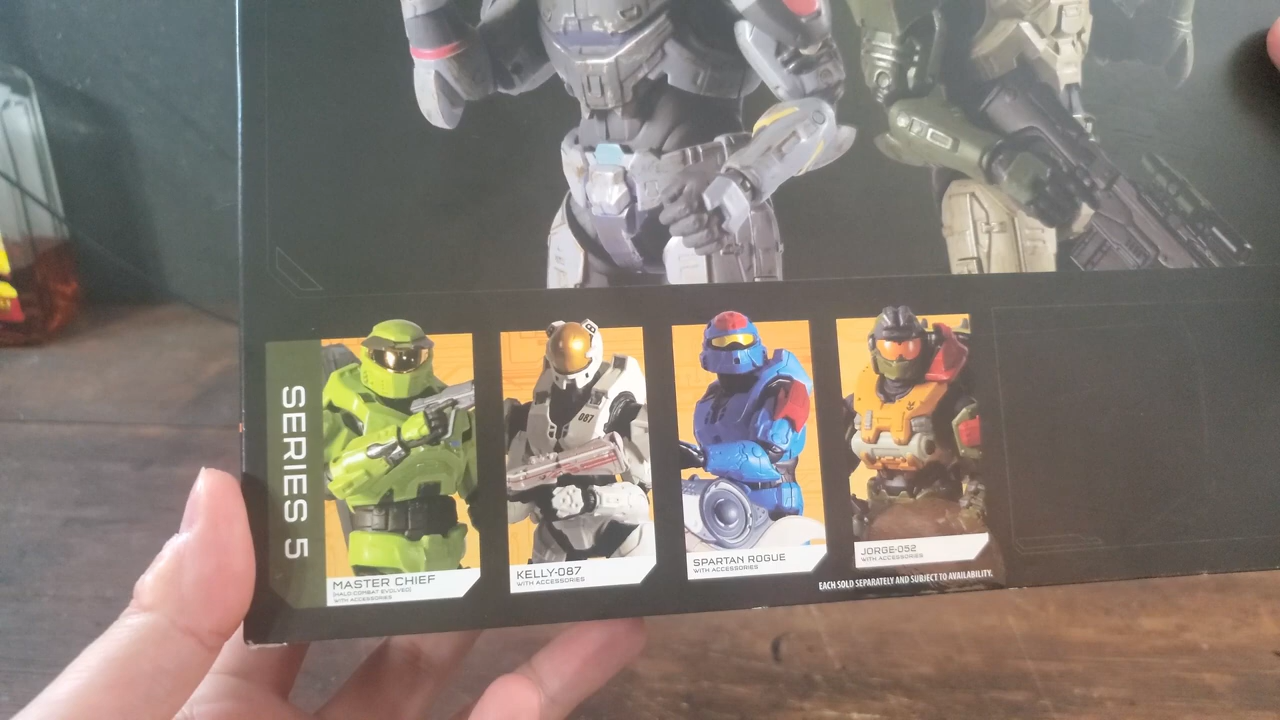 SERIES 5
MASTER CHIEF
(HALO: COMBAT EVOLVED)
WITH ACCESSORIES
087
KELLY-087
WITH ACCESSORIES
SPARTAN ROGUE
WITH ACCESSORIES
JORGE-052
WITH ACCESSORIES
EACH SOLD SEPARATELY AND SUBJECT TO AVAILABILITY.